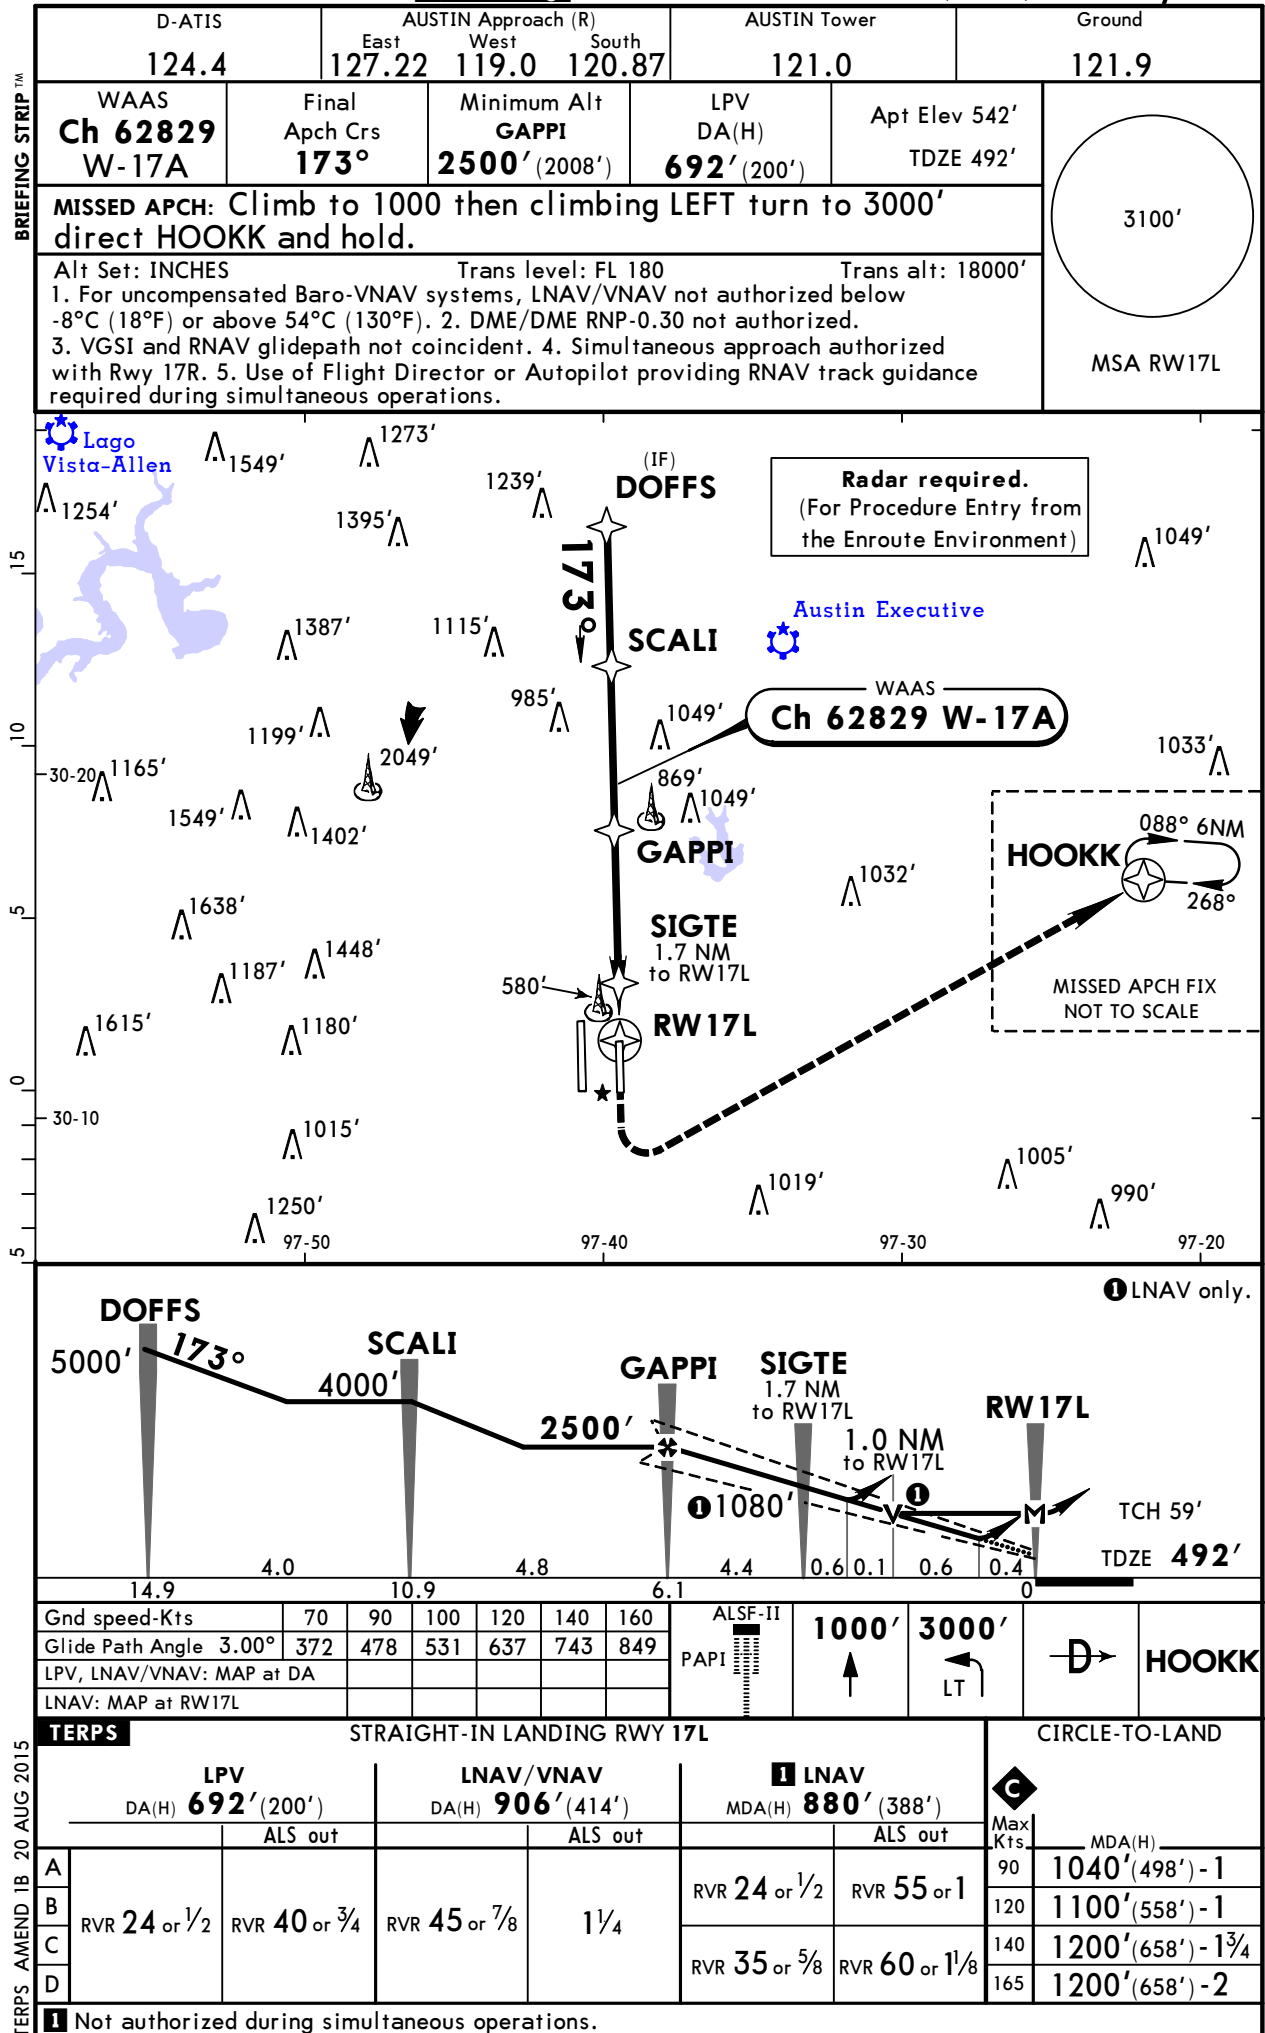 D-ATIS
124.4
AUSTIN Approach (R)
East West South
127.22 119.0 120.87
AUSTIN Tower
121.0
Ground
121.9
BRIEFING STRIP™
WAAS
Ch 62829
W-17A
Final
Apch Crs
173°
Minimum Alt
GAPPI
2500' (2008')
LPV
DA(H)
692' (200')
Apt Elev 542'
TDZE 492'
3100'
MSA RW17L
MISSED APCH: Climb to 1000 then climbing LEFT turn to 3000'
direct HOOKK and hold.
Alt Set: INCHES Trans level: FL 180 Trans alt: 18000'
1. For uncompensated Baro-VNAV systems, LNAV/VNAV not authorized below
-8°C (18°F) or above 54°C (130°F). 2. DME/DME RNP-0.30 not authorized.
3. VGSI and RNAV glidepath not coincident. 4. Simultaneous approach authorized
with Rwy 17R. 5. Use of Flight Director or Autopilot providing RNAV track guidance
required during simultaneous operations.
Lago
Vista-Allen
1549'
1273'
1254'
1395'
1239'
(IF)
DOFFS
Radar required.
(For Procedure Entry from
the Enroute Environment)
1049'
15
173°
Austin Executive
1387'
1115'
SCALI
985'
1049'
WAAS
Ch 62829 W-17A
10
1199'
2049'
1033'
30-20
1165'
869'
1049'
1549'
1402'
GAPPI
088° 6NM
HOOKK
268°
1032'
5
1638'
1448'
1187'
SIGTE
1.7 NM
to RW17L
580'
MISSED APCH FIX
NOT TO SCALE
1615'
1180'
RW17L
0
30-10
1015'
1019'
1005'
990'
1250'
5
97-50
97-40
97-30
97-20
1 LNAV only.
DOFFS
5000'
173°
SCALI
4000'
GAPPI
2500'
SIGTE
1.7 NM
to RW17L
1.0 NM
to RW17L
RW17L
1 1080'
V
1
M
TCH 59'
TDZE 492'
4.0 4.8 4.4 0.6 0.1 0.6 0.4
14.9 10.9 6.1 0
Gnd speed-Kts 70 90 100 120 140 160
Glide Path Angle 3.00° 372 478 531 637 743 849
LPV, LNAV/VNAV: MAP at DA
LNAV: MAP at RW17L
ALSF-II
PAPI
1000'
3000'
LT
D
HOOKK
TERPS
STRAIGHT-IN LANDING RWY 17L
CIRCLE-TO-LAND
LPV
DA(H) 692' (200')
ALS out
LNAV/VNAV
DA(H) 906' (414')
ALS out
1 LNAV
MDA(H) 880' (388')
ALS out
C
Max
Kts
MDA(H)
A
B
C
D
RVR 24 or ½
RVR 40 or ¾
RVR 45 or ⅞
1¼
RVR 24 or ½
RVR 55 or 1
RVR 35 or ⅝
RVR 60 or 1⅛
90 1040' (498') - 1
120 1100' (558') - 1
140 1200' (658') - 1¾
165 1200' (658') - 2
1 Not authorized during simultaneous operations.
TERPS AMEND 1B 20 AUG 2015